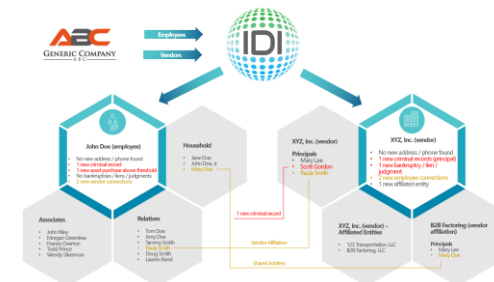 ABC
GENERIC COMPANY
A B C
Employees
Vendors
IDI
John Doe (employee)
No new address / phone found
1 new criminal record
1 new asset purchase above threshold
No bankruptcies / liens / judgments
2 new vendor connections
Household
Jane Doe
John Doe, Jr
Mary Doe
Associates
John Riley
Morgan Greentree
Francly Overton
Todd Prince
Wendy Silverman
Relatives
Tom Doe
Amy Doe
Tammy Smith
Paula Smith
Doug Smith
Lauren Rand
XYZ, Inc. (vendor)
Principals
Mary Lee
Scott Gordon
Paula Smith
XYZ, Inc. (vendor)
No new address / phone found
1 new criminal records (principal)
1 new bankruptcy / lien /
judgment
2 new employee connections
1 new affiliated entity
XYZ, Inc. (vendor) –
Affiliated Entities
123 Transportation, LLC
B2B Factoring, LLC
B2B Factoring (vendor
affiliation)
Principals
Mary Lee
Mary Doe
1 new criminal record
Vendor Affiliation
Shared Address